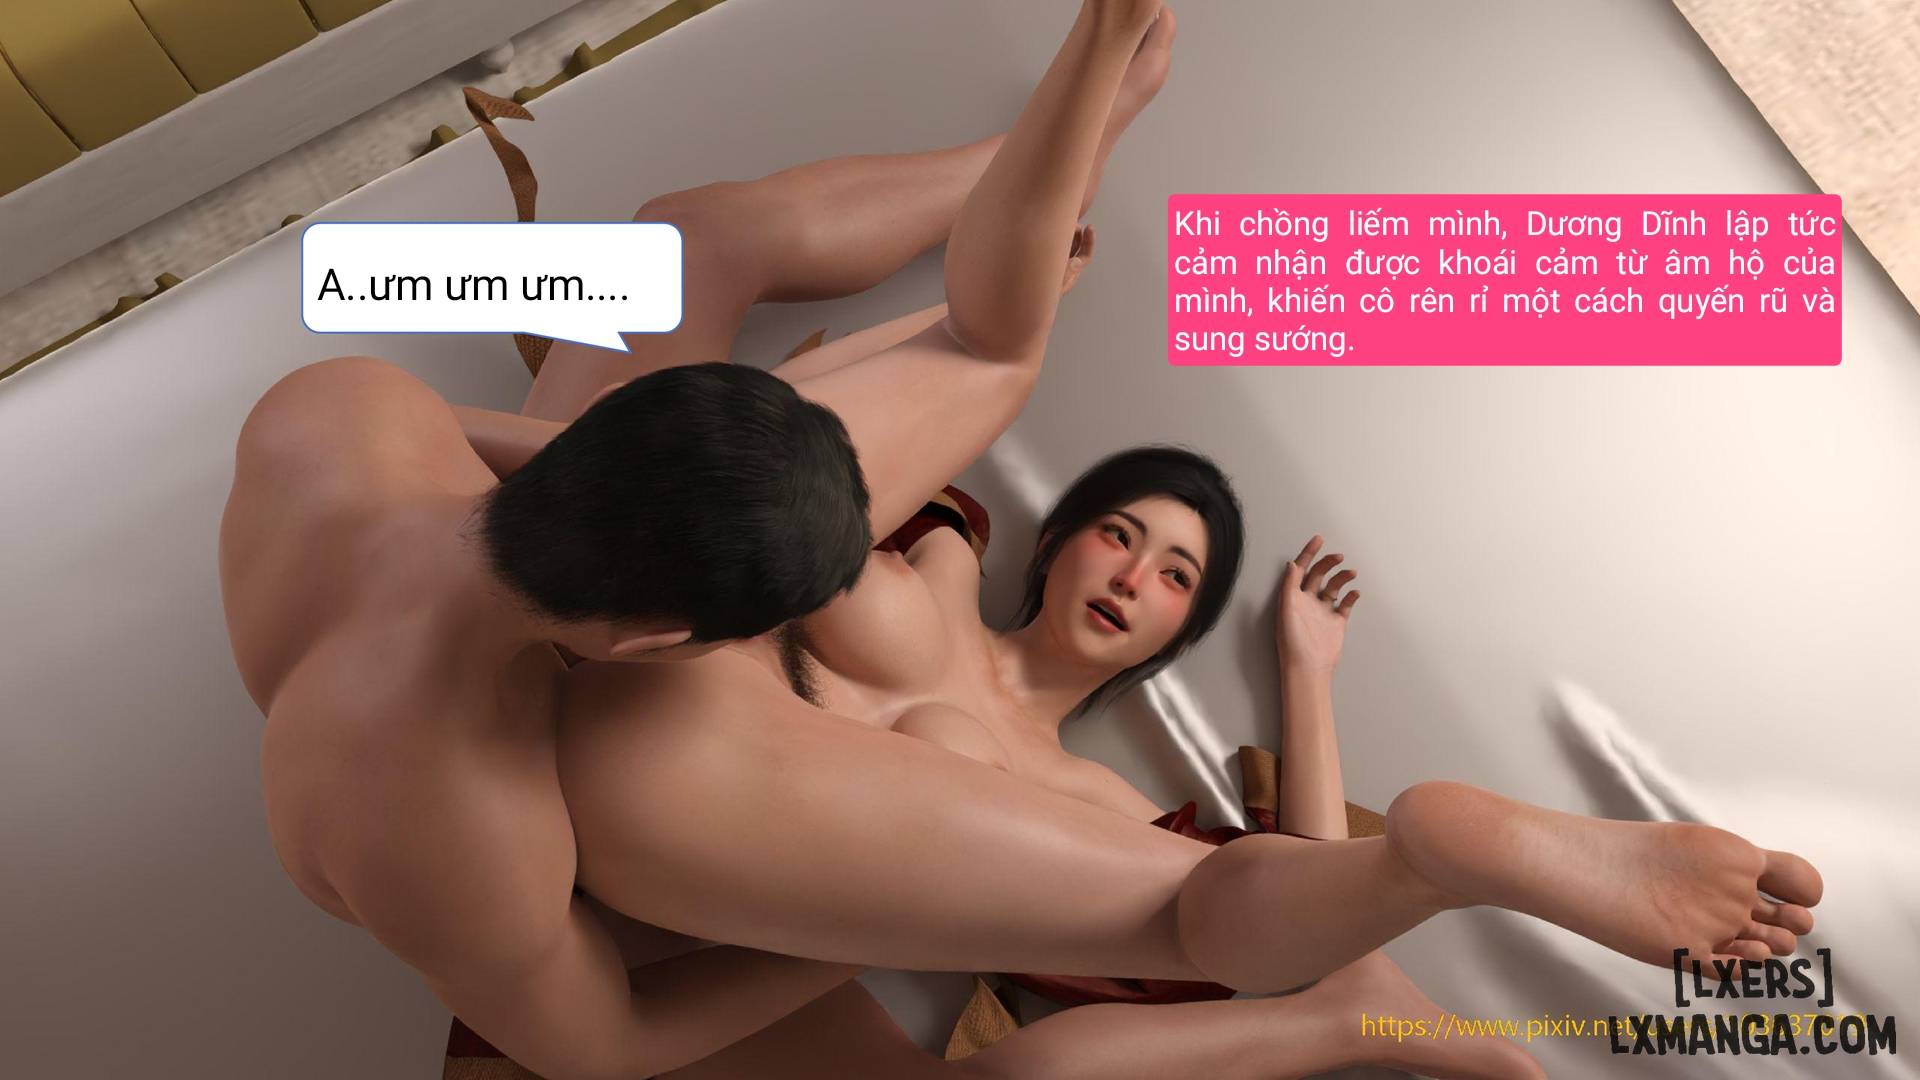 A..ưm ưm ưm....
Khi chồng liếm mình, Dương Dĩnh lập tức
cảm nhận được khoái cảm từ âm hộ của
mình, khiến cô rên rỉ một cách quyến rũ và
sung sướng.
[LXERS]
https://www.pixiv.net/
LXMANGA.COM